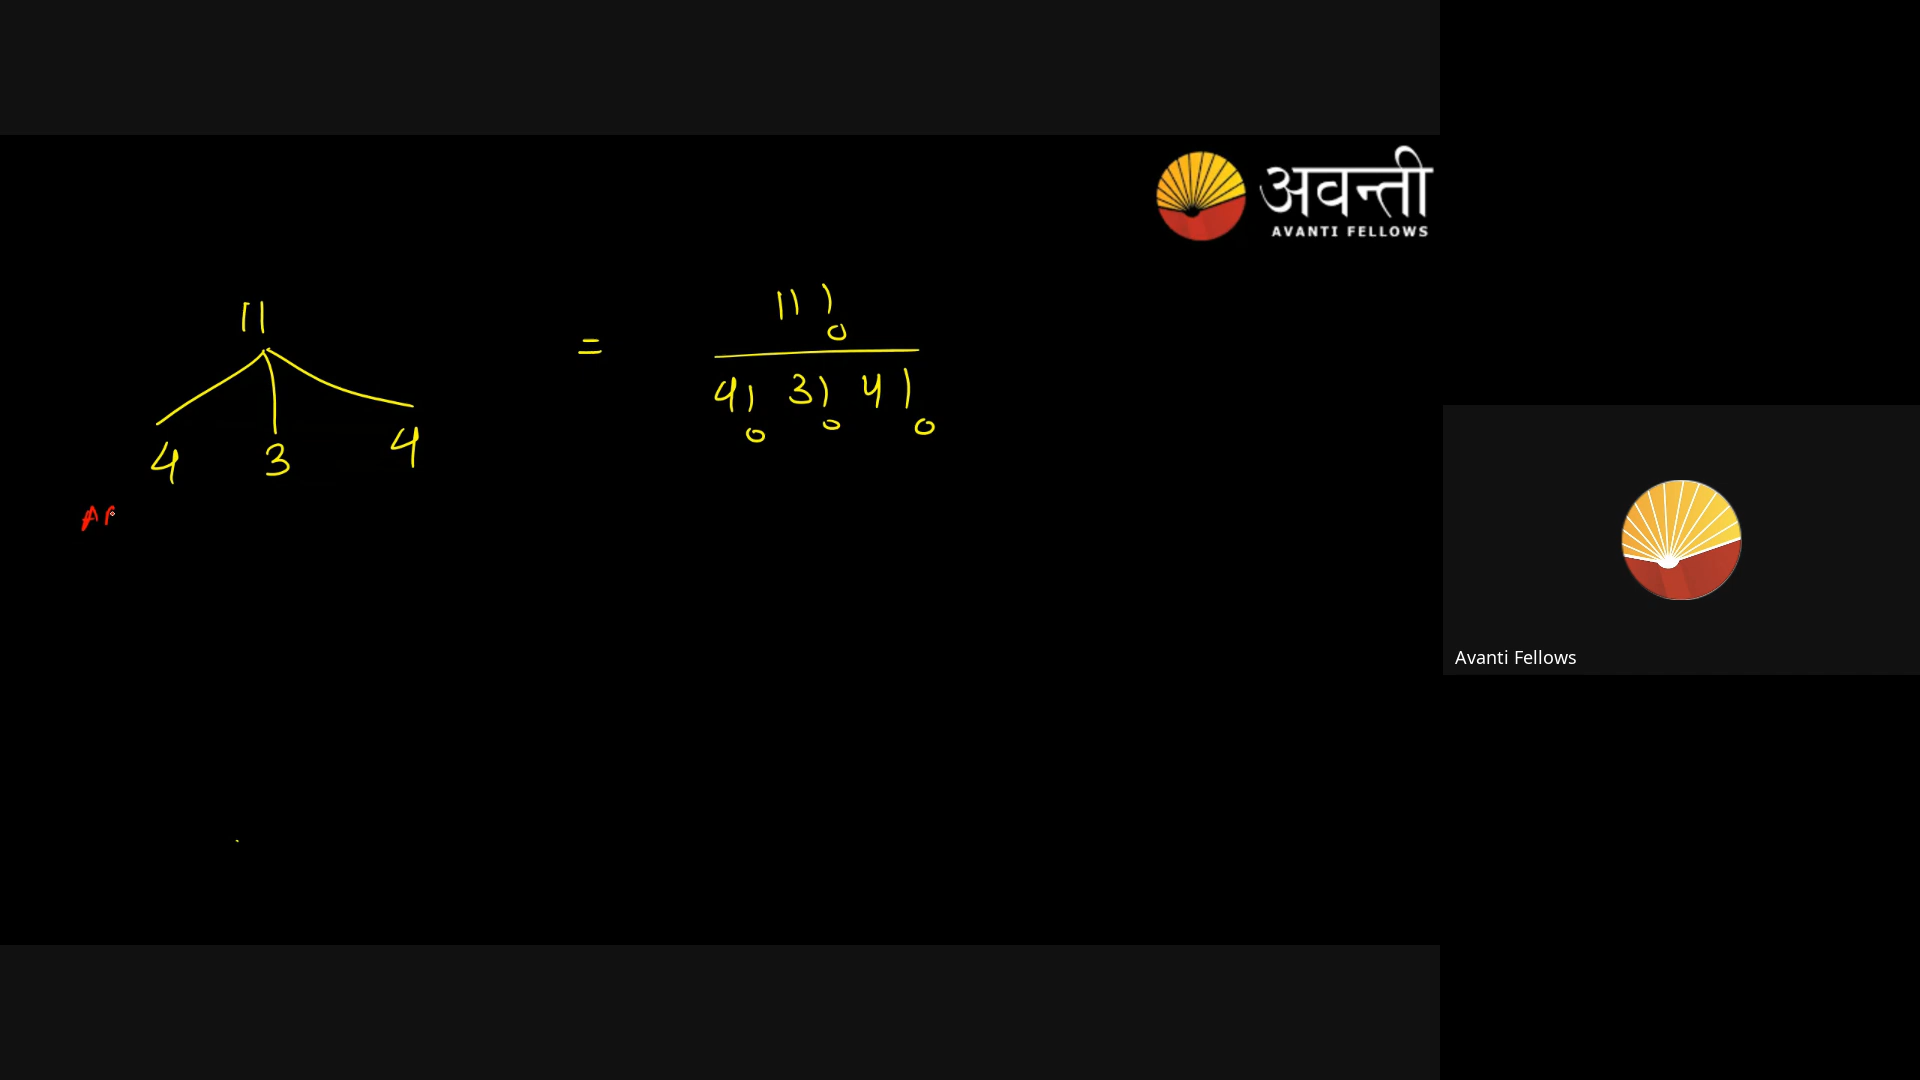 अवन्ती
AVANTI FELLOWS
11
4 3 4
=
11!
4! 3! 4!
Avanti Fellows